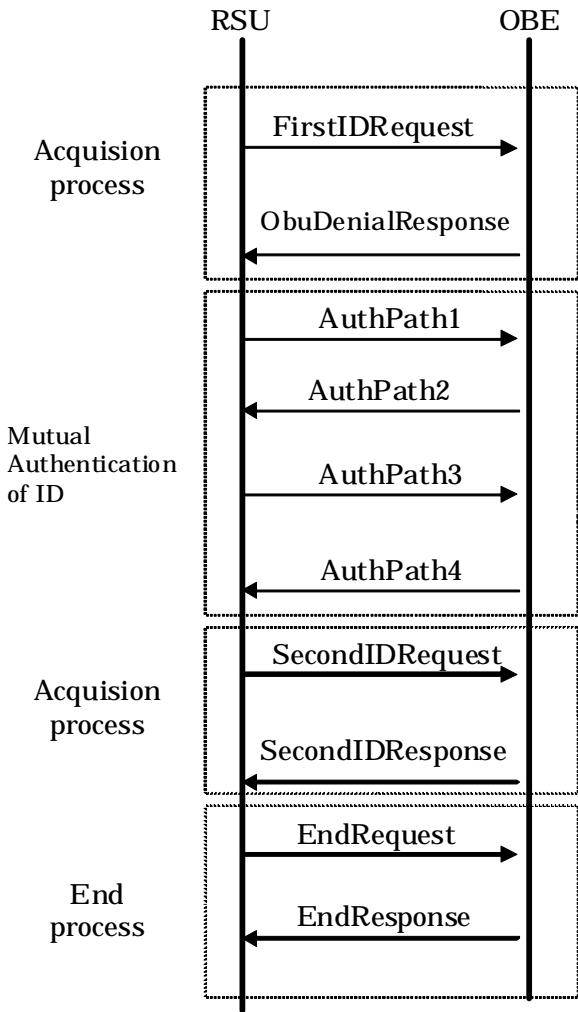 RSU
OBE
FirstIDRequest
Acquision
process
ObuDenialResponse
AuthPath1
AuthPath2
Mutual
Authentication
of ID
AuthPath3
AuthPath4
SecondIDRequest
Acquision
process
SecondIDResponse
EndRequest
End
process
EndResponse